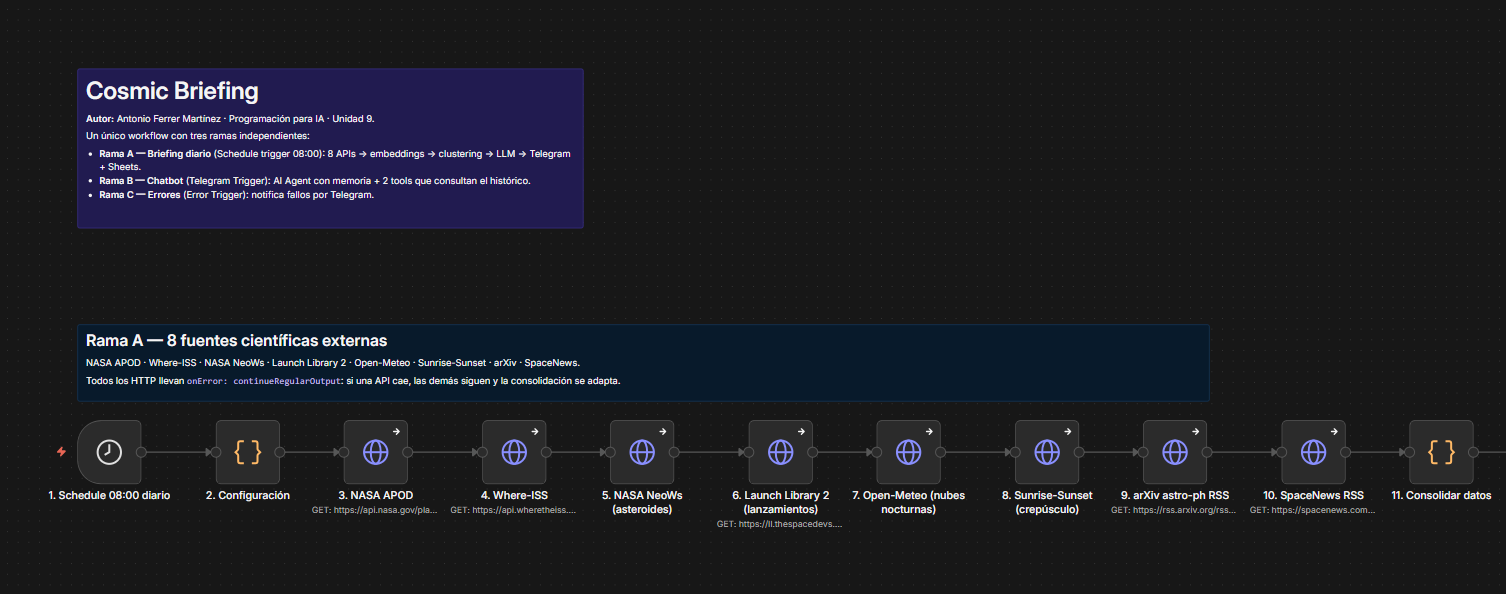 Cosmic Briefing
Autor: Antonio Ferrer Martínez · Programación para IA · Unidad 9.
Un único workflow con tres ramas independientes:
• Rama A — Briefing diario (Schedule trigger 08:00): 8 APIs → embeddings → clustering → LLM → Telegram
+ Sheets.
• Rama B — Chatbot (Telegram Trigger): AI Agent con memoria + 2 tools que consultan el histórico.
• Rama C — Errores (Error Trigger): notifica fallos por Telegram.
Rama A — 8 fuentes científicas externas
NASA APOD · Where-ISS · NASA NeoWs · Launch Library 2 · Open-Meteo · Sunrise-Sunset · arXiv · SpaceNews.
Todos los HTTP llevan onError: continueRegularOutput: si una API cae, las demás siguen y la consolidación se adapta.
1. Schedule 08:00 diario
2. Configuración
3. NASA APOD
GET: https://api.nasa.gov/pla...
4. Where-ISS
GET: https://api.wheretheiss....
5. NASA NeoWs
(asteroides)
6. Launch Library 2
(lanzamientos)
GET: https://ll.thespacedevs....
7. Open-Meteo (nubes
nocturnas)
8. Sunrise-Sunset
(crepúsculo)
9. arXiv astro-ph RSS
GET: https://rss.arxiv.org/rss...
10. SpaceNews RSS
GET: https://spacenews.com...
11. Consolidar datos